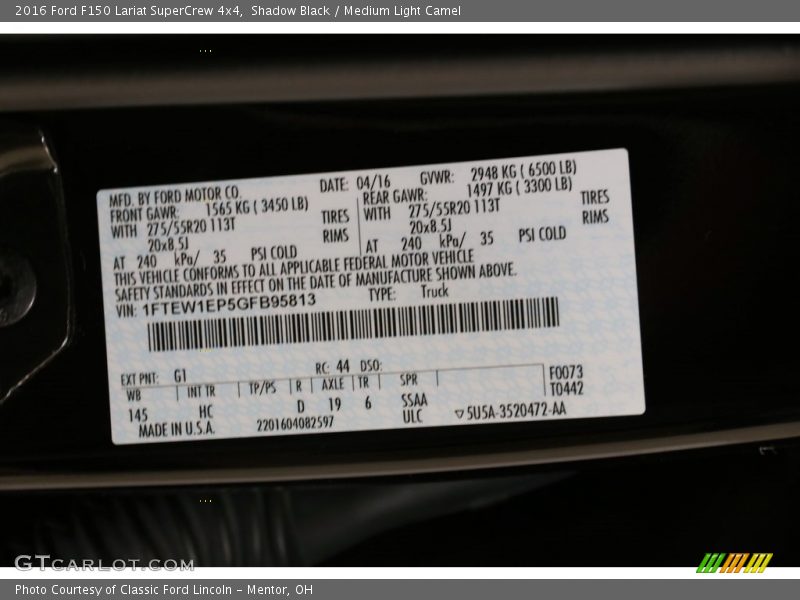 2016 Ford F150 Lariat SuperCrew 4x4,  Shadow Black / Medium Light Camel
MFD. BY FORD MOTOR CO.
DATE: 04/16
GVWR: 2948 KG ( 6500 LB)
FRONT GAWR: 1565 KG ( 3450 LB)
REAR GAWR: 1497 KG ( 3300 LB)
WITH 275/55R20 113T TIRES
WITH 275/55R20 113T TIRES
20x8.5J RIMS
20x8.5J RIMS
AT 240 kPa/ 35 PSI COLD
AT 240 kPa/ 35 PSI COLD
THIS VEHICLE CONFORMS TO ALL APPLICABLE FEDERAL MOTOR VEHICLE
SAFETY STANDARDS IN EFFECT ON THE DATE OF MANUFACTURE SHOWN ABOVE.
VIN: 1FTEW1EP5GFB95813
TYPE: Truck
EXT PNT: G1
RC: 44 DSO:
F0073
WB INT TR TP/PS R AXLE TR SPR
T0442
145 HC D 19 6 SSAA
MADE IN U.S.A.
2201604082597
ULC
▽5U5A-3520472-AA
GTCARLOT.COM
Photo Courtesy of Classic Ford Lincoln – Mentor, OH